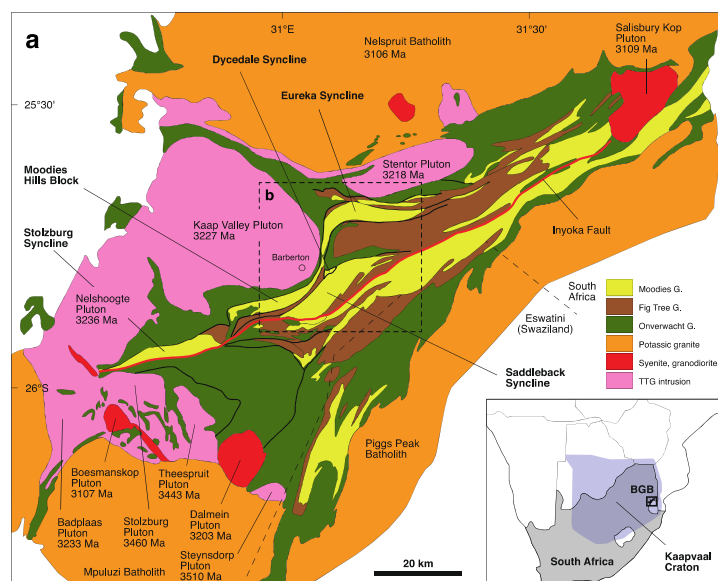 a
31°E
31°30'
Salisbury Kop
Pluton
3109 Ma
Nelspruit Batholith
3106 Ma
Dycedale Syncline
Eureka Syncline
25°30'
Stentor Pluton
3218 Ma
Moodies
Hills Block
b
Kaap Valley Pluton
3227 Ma
Inyoka Fault
Stolzburg
Syncline
Barberton
Nelshoogte
Pluton
3236 Ma
South
Africa
Eswatini
(Swaziland)
Moodies G.
Fig Tree G.
Onverwacht G.
Potassic granite
Syenite, granodiorite
TTG intrusion
Saddleback
Syncline
26°S
Piggs Peak
Batholith
Boesmanskop
Pluton
3107 Ma
Theespruit
Pluton
3443 Ma
Badplaas
Pluton
3233 Ma
Stolzburg
Pluton
3460 Ma
Dalmein
Pluton
3203 Ma
Steynsdorp
Pluton
3510 Ma
Mpuluzi Batholith
20 km
BGB
South Africa
Kaapvaal
Craton